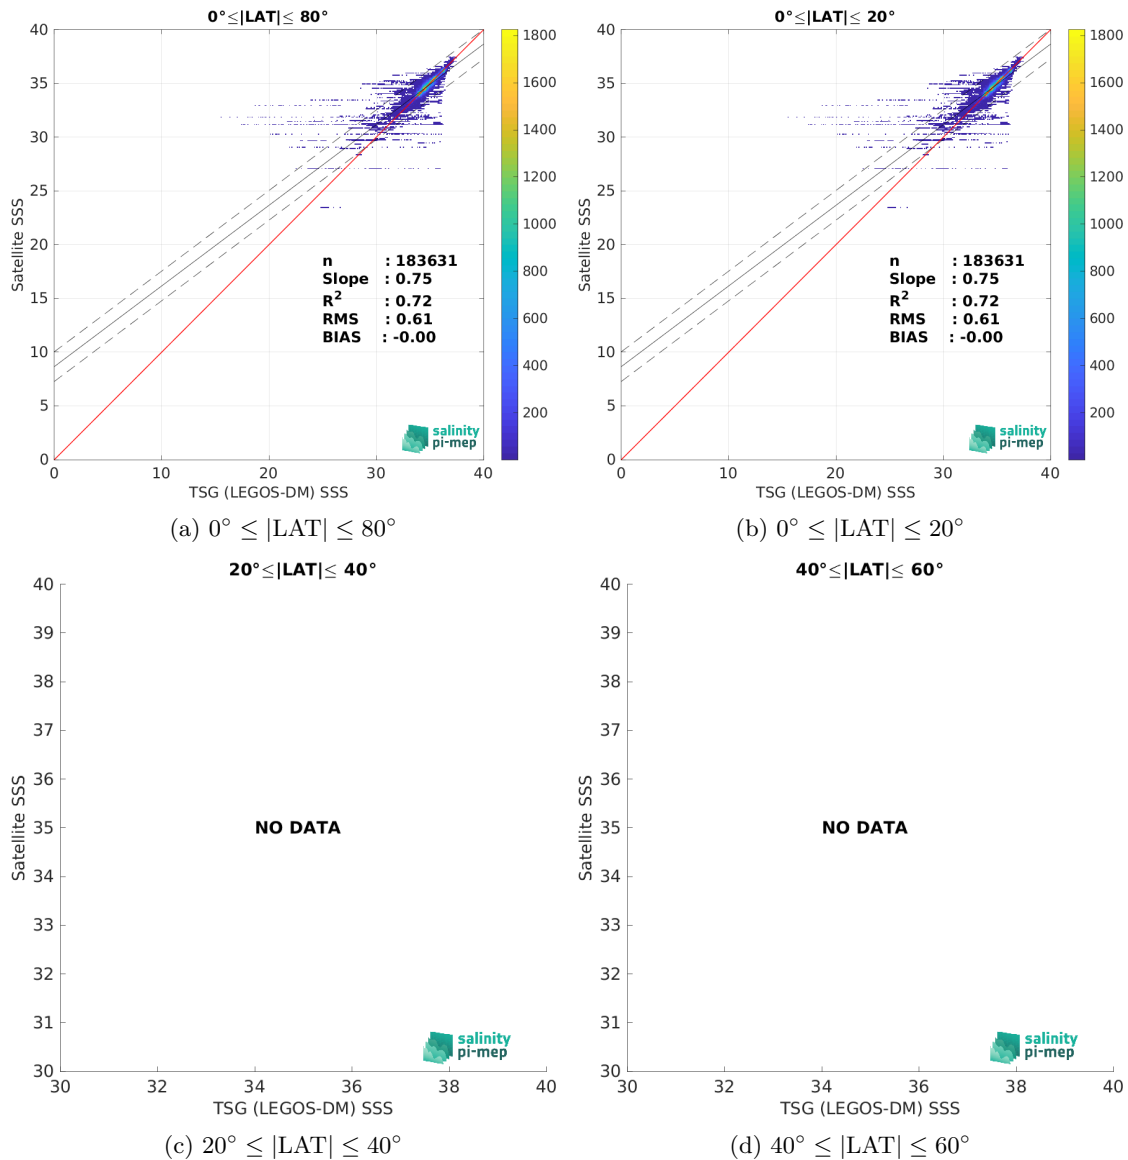 0°≤|LAT|≤ 80°
40
35
30
25
20
15
10
5
0
Satellite SSS
n : 183631
Slope : 0.75
R² : 0.72
RMS : 0.61
BIAS : -0.00
salinity
pi-mep
0 10 20 30 40
TSG (LEGOS-DM) SSS
1800
1600
1400
1200
1000
800
600
400
200
(a) 0° ≤ |LAT| ≤ 80°
0°≤|LAT|≤ 20°
40
35
30
25
20
15
10
5
0
Satellite SSS
n : 183631
Slope : 0.75
R² : 0.72
RMS : 0.61
BIAS : -0.00
salinity
pi-mep
0 10 20 30 40
TSG (LEGOS-DM) SSS
1800
1600
1400
1200
1000
800
600
400
200
(b) 0° ≤ |LAT| ≤ 20°
20°≤|LAT|≤ 40°
40
39
38
37
36
35
34
33
32
31
30
Satellite SSS
NO DATA
salinity
pi-mep
30 32 34 36 38 40
TSG (LEGOS-DM) SSS
(c) 20° ≤ |LAT| ≤ 40°
40°≤|LAT|≤ 60°
40
39
38
37
36
35
34
33
32
31
30
Satellite SSS
NO DATA
salinity
pi-mep
30 32 34 36 38 40
TSG (LEGOS-DM) SSS
(d) 40° ≤ |LAT| ≤ 60°